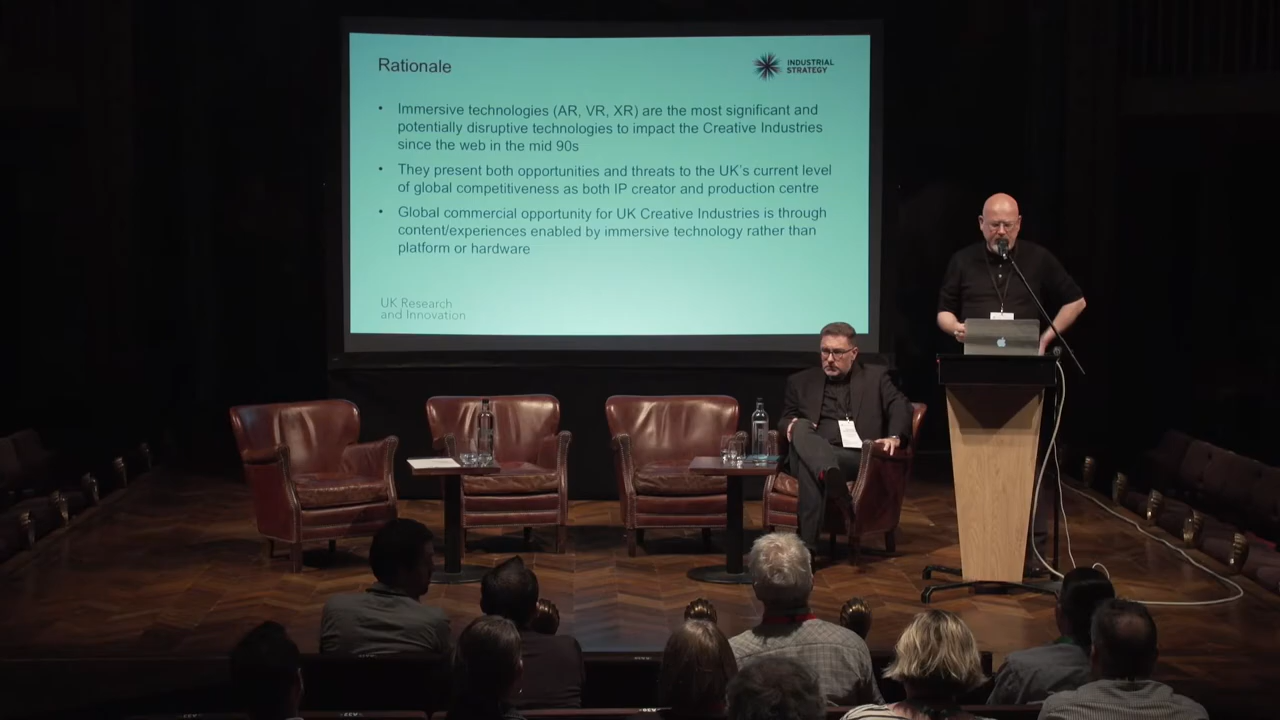 Rationale
INDUSTRIAL
STRATEGY
• Immersive technologies (AR, VR, XR) are the most significant and
potentially disruptive technologies to impact the Creative Industries
since the web in the mid 90s
• They present both opportunities and threats to the UK's current level
of global competitiveness as both IP creator and production centre
• Global commercial opportunity for UK Creative Industries is through
content/experiences enabled by immersive technology rather than
platform or hardware
UK Research
and Innovation